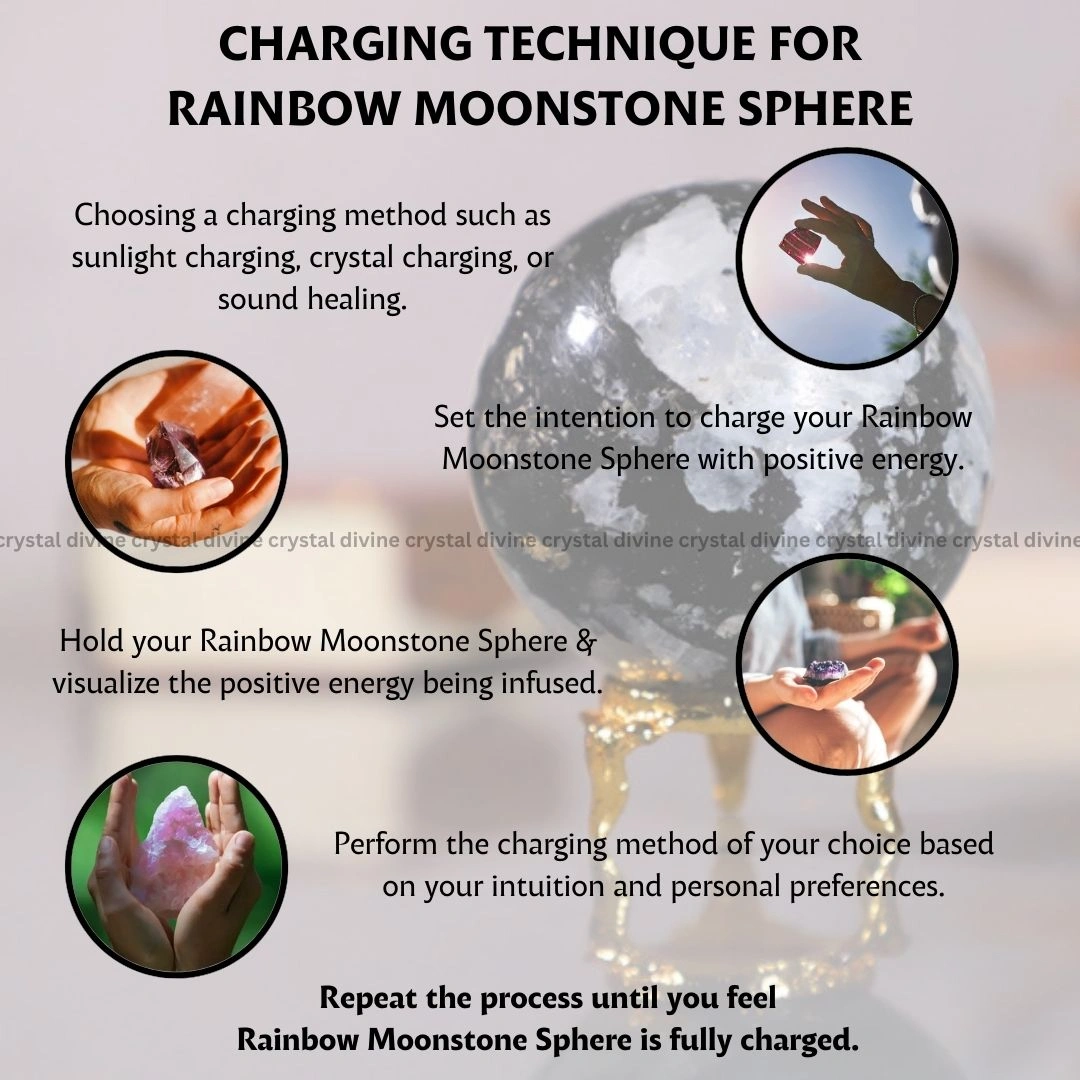 CHARGING TECHNIQUE FOR
RAINBOW MOONSTONE SPHERE
Choosing a charging method such as
sunlight charging, crystal charging, or
sound healing.
Set the intention to charge your Rainbow
Moonstone Sphere with positive energy.
crystal divine crystal divine crystal divine crystal divine crystal divine crystal divine crystal divine crystal divine
Hold your Rainbow Moonstone Sphere &
visualize the positive energy being infused.
Perform the charging method of your choice based
on your intuition and personal preferences.
Repeat the process until you feel
Rainbow Moonstone Sphere is fully charged.